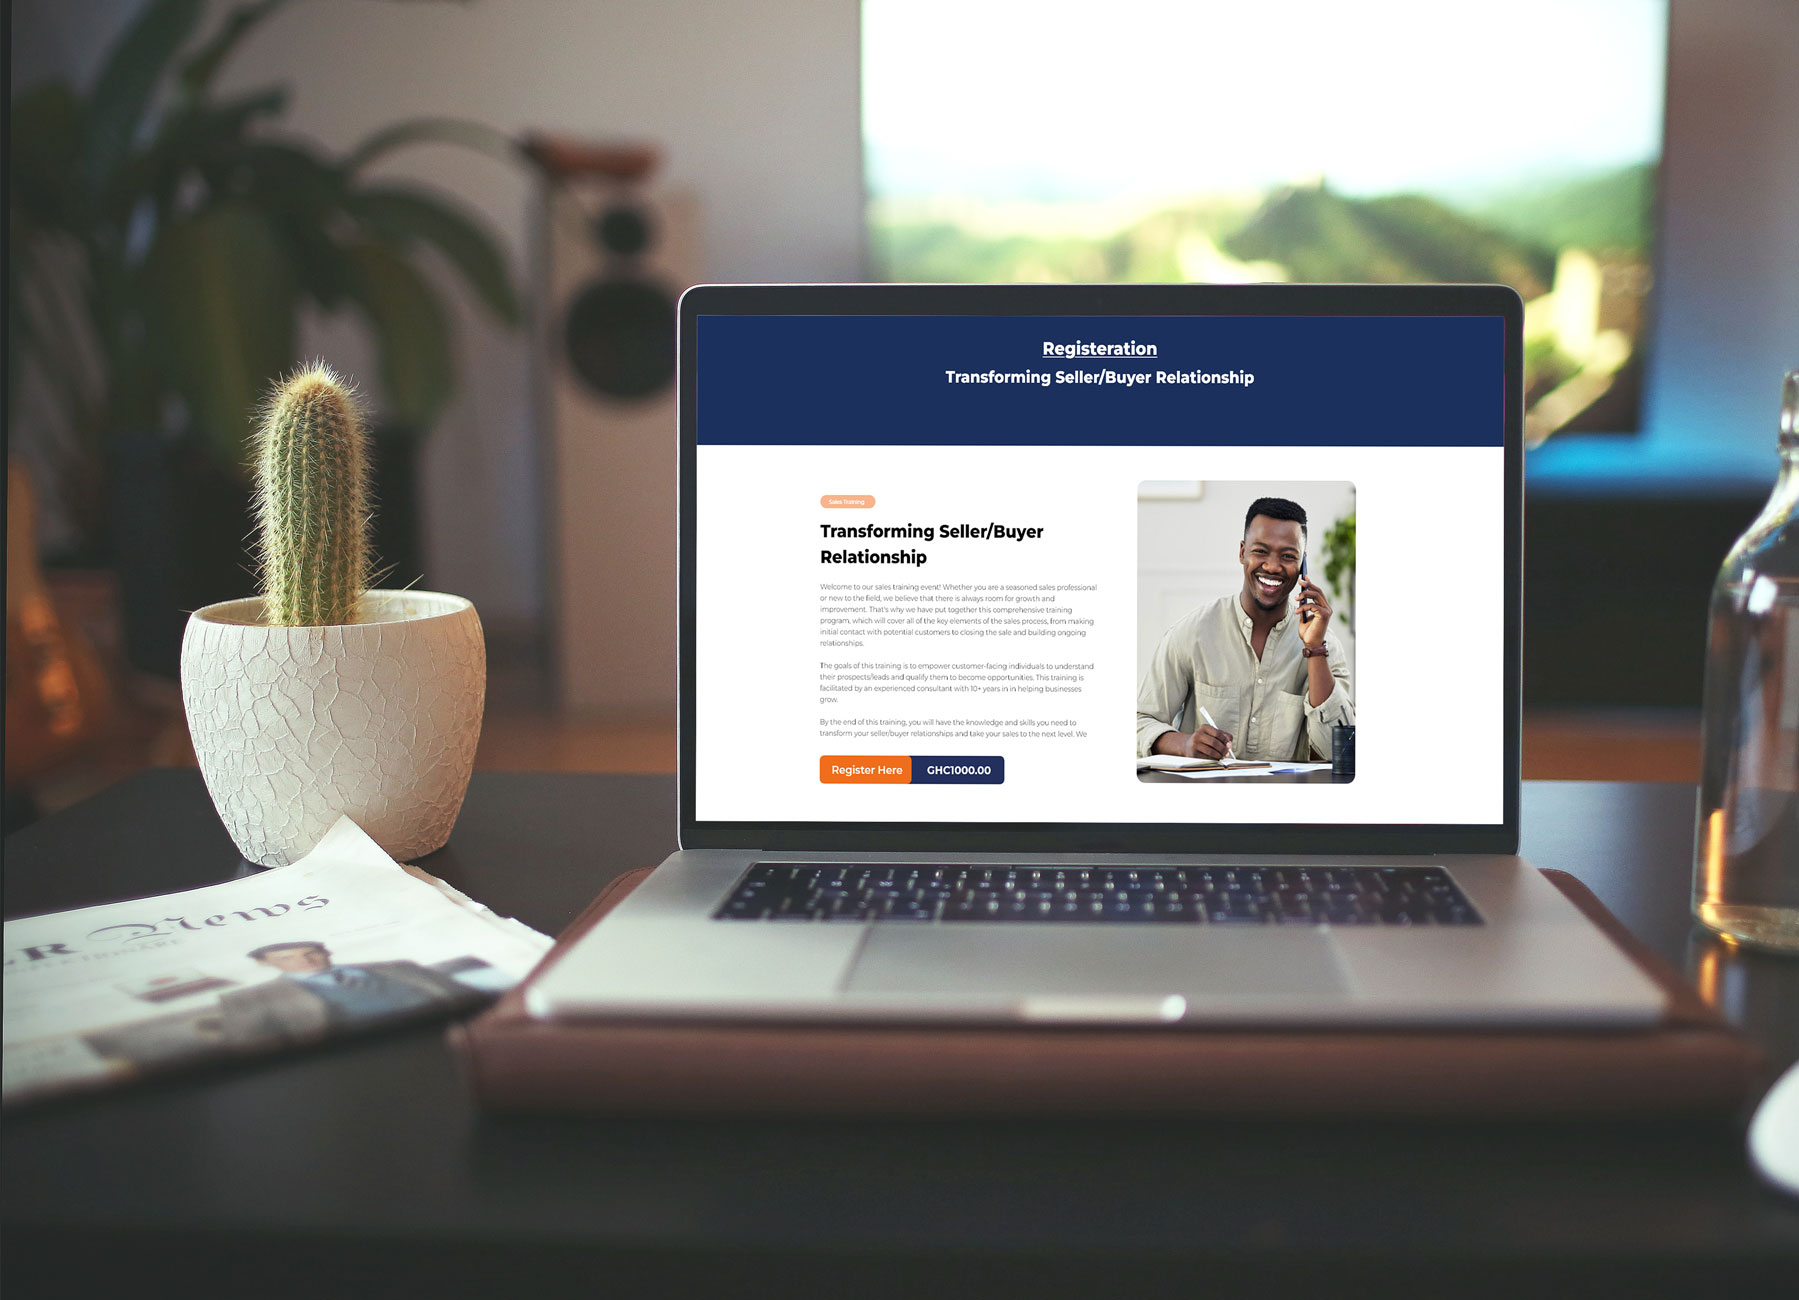 Registeration
Transforming Seller/Buyer Relationship
Sales Training
Transforming Seller/Buyer
Relationship
Welcome to our sales training event! Whether you are a seasoned sales professional
or new to the field, we believe that there is always room for growth and
improvement. That's why we have put together this comprehensive training
program, which will cover all of the key elements of the sales process, from making
initial contact with potential customers to closing the sale and building ongoing
relationships.
The goals of this training is to empower customer-facing individuals to understand
their prospects/leads and qualify them to become opportunities. This training is
facilitated by an experienced consultant with 10+ years in in helping businesses
grow.
By the end of this training, you will have the knowledge and skills you need to
transform your seller/buyer relationships and take your sales to the next level. We
Register Here GHC1000.00
News